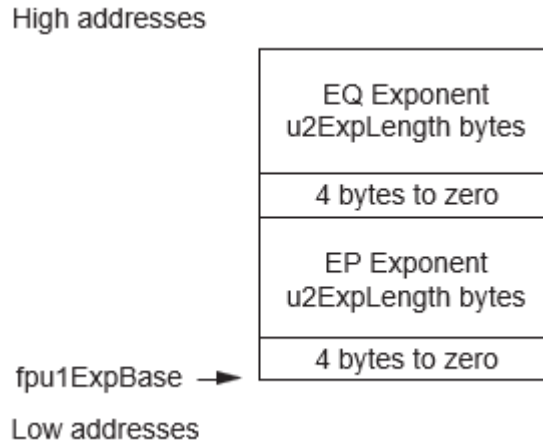 High addresses
EQ Exponent
u2ExpLength bytes
4 bytes to zero
EP Exponent
u2ExpLength bytes
4 bytes to zero
fpu1ExpBase
Low addresses